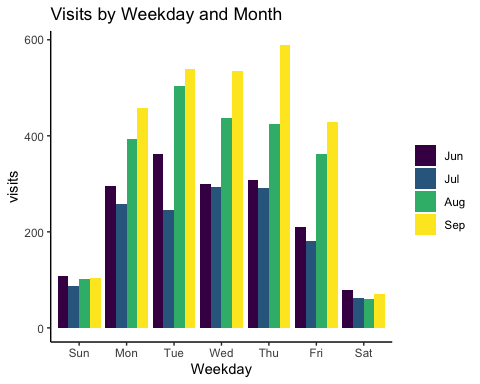 Visits by Weekday and Month
600
400
200
0
visits
Sun Mon Tue Wed Thu Fri Sat
Weekday
Jun
Jul
Aug
Sep